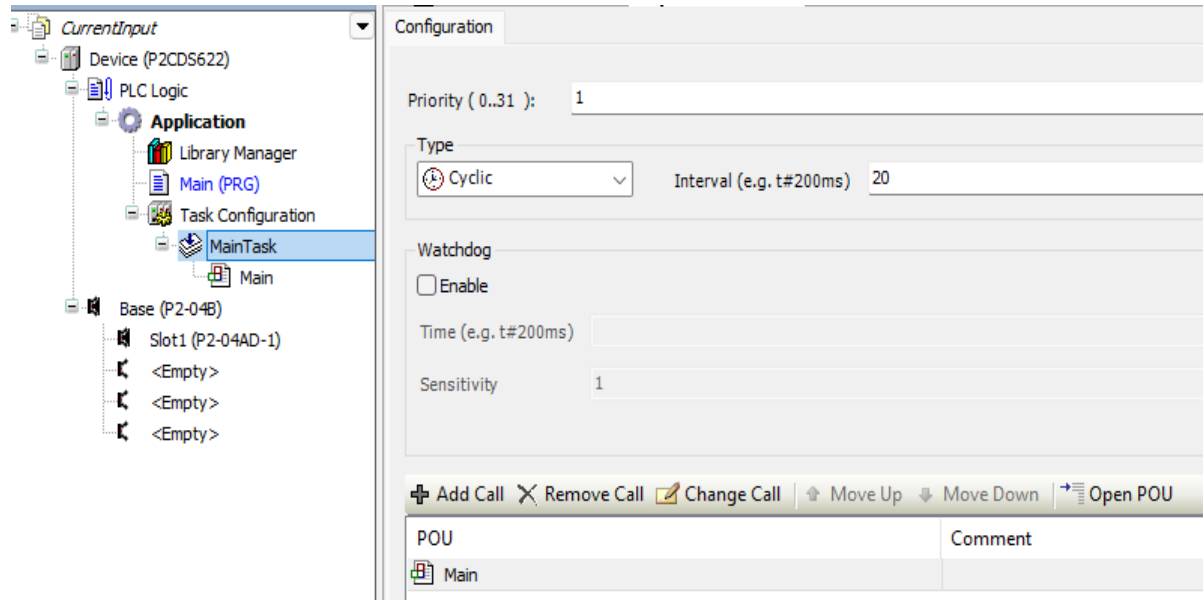 CurrentInput
Device (P2CDS622)
PLC Logic
Application
Library Manager
Main (PRG)
Task Configuration
MainTask
Main
Base (P2-04B)
Slot1 (P2-04AD-1)
<Empty>
<Empty>
<Empty>
Configuration
Priority ( 0..31 ): 1
Type
Cyclic Interval (e.g. t#200ms) 20
Watchdog
Enable
Time (e.g. t#200ms)
Sensitivity 1
Add Call Remove Call Change Call Move Up Move Down Open POU
POU Comment
Main